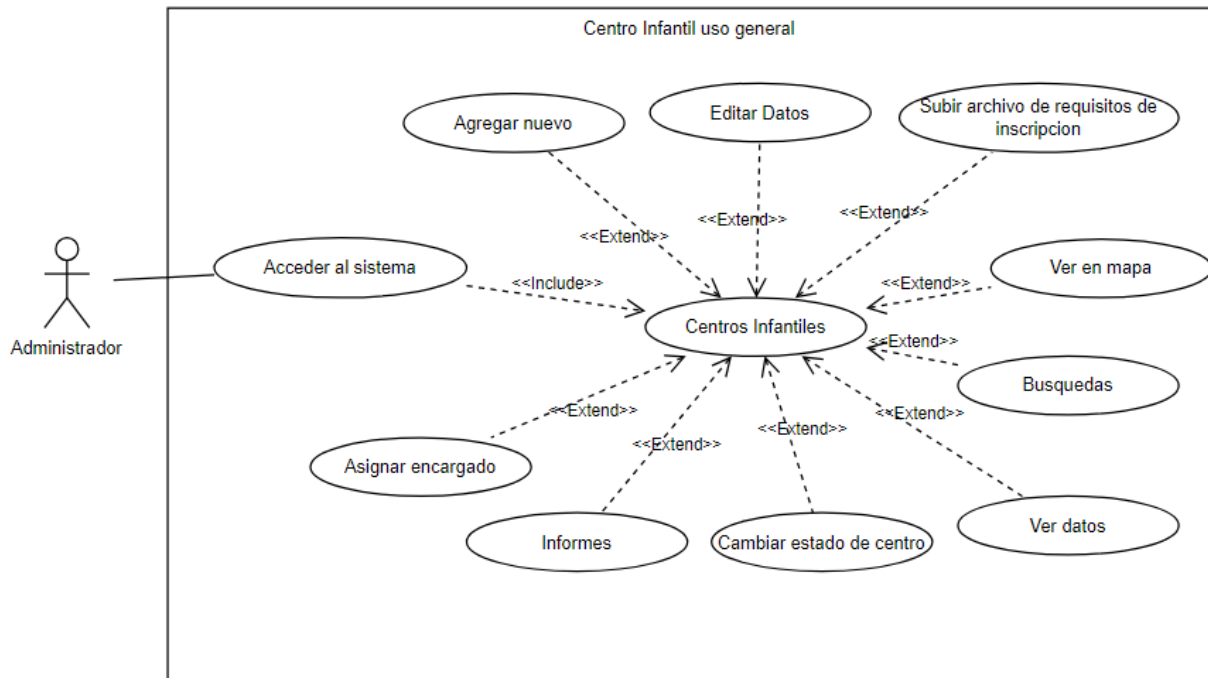 Centro Infantil uso general
Agregar nuevo
Editar Datos
Subir archivo de requisitos de
inscripcion
<<Extend>>
<<Extend>>
<<Extend>>
Acceder al sistema
<<Include>>
Ver en mapa
<<Extend>>
Administrador
Centros Infantiles
<<Extend>>
Busquedas
<<Extend>>
<<Extend>>
<<Extend>>
<<Extend>>
Asignar encargado
Informes
Cambiar estado de centro
Ver datos